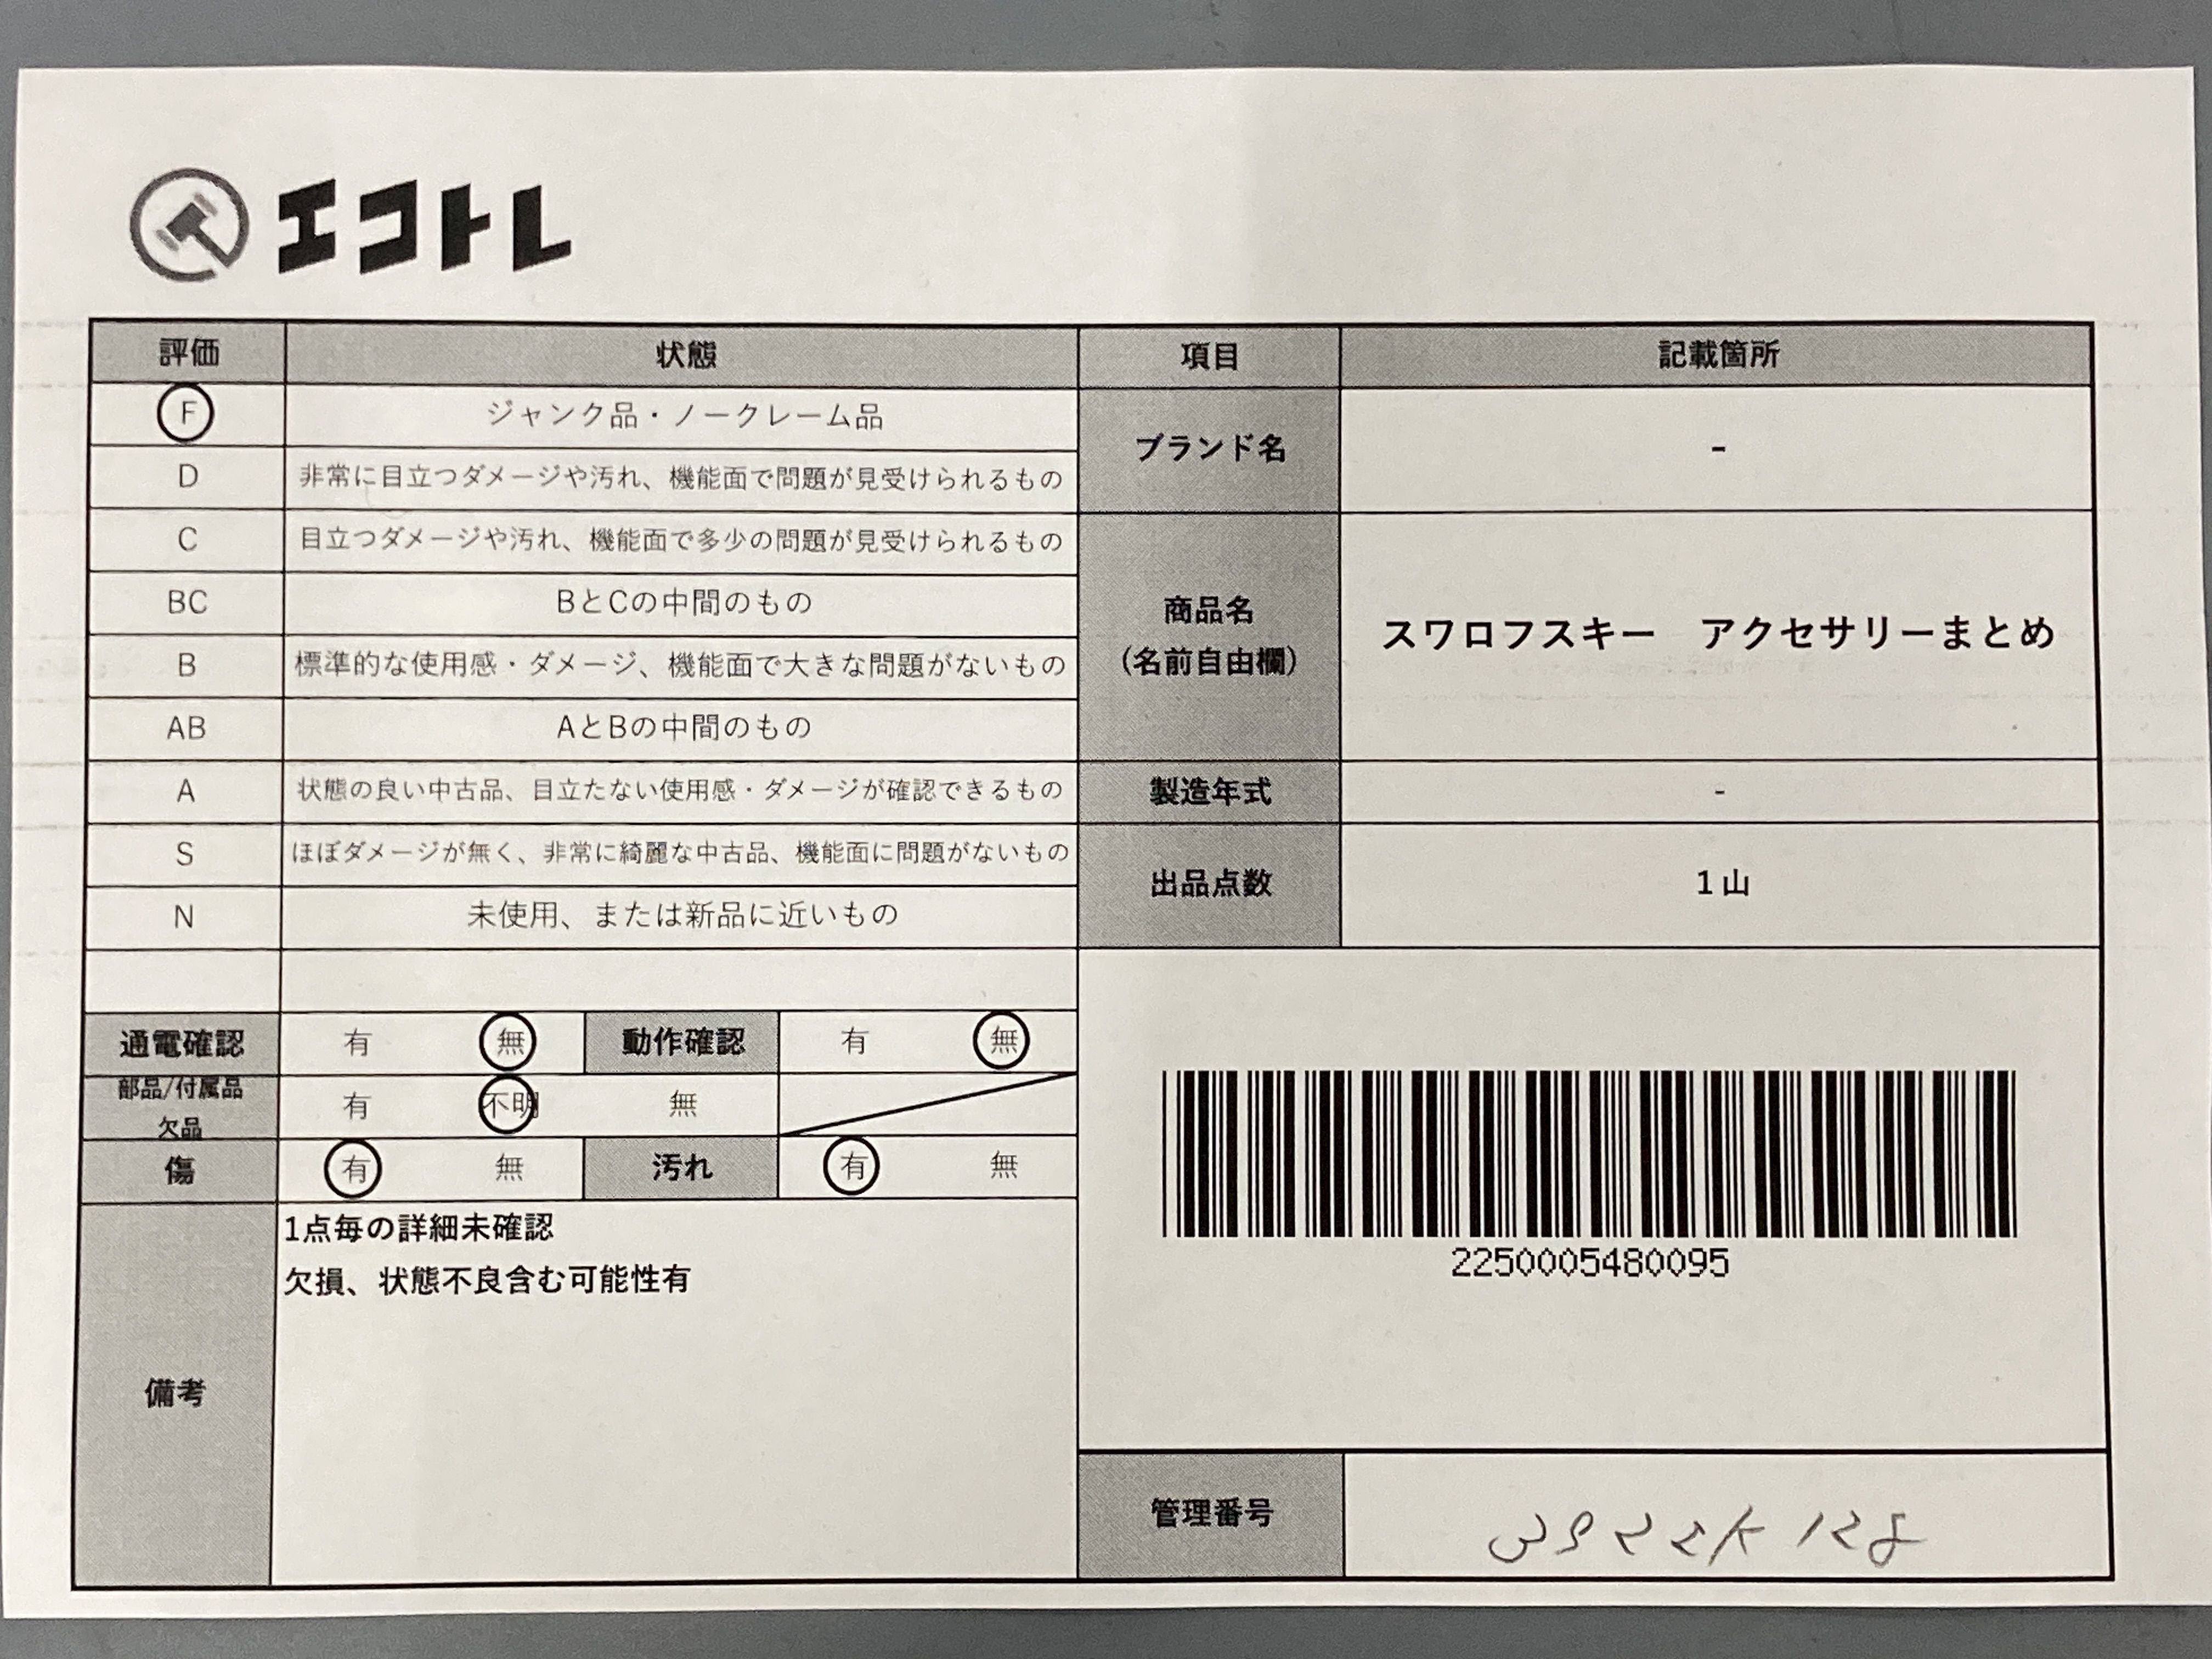 エコトレ
評価 状態 項目 記載箇所
F ジャンク品・ノークレーム品
D 非常に目立つダメージや汚れ、機能面で問題が見受けられるもの
ブランド名 -
C 目立つダメージや汚れ、機能面で多少の問題が見受けられるもの
BC BとCの中間のもの
B 標準的な使用感・ダメージ、機能面で大きな問題がないもの
商品名
(名前自由欄)
スワロフスキー アクセサリーまとめ
AB AとBの中間のもの
A 状態の良い中古品、目立たない使用感・ダメージが確認できるもの
製造年式 -
S ほぼダメージが無く、非常に綺麗な中古品、機能面に問題がないもの
出品点数 1山
N 未使用、または新品に近いもの
通電確認 有 無 動作確認 有 無
部品/付属品
欠品
有 不明 無
傷 有 無 汚れ 有 無
備考
1点毎の詳細未確認
欠損、状態不良含む可能性有
2250005480095
管理番号